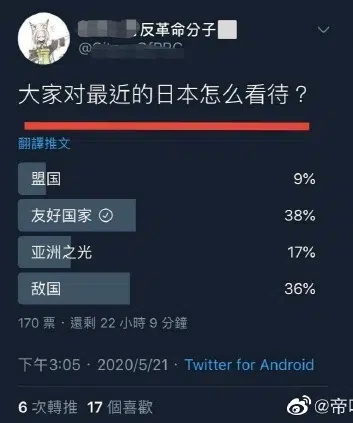 反革命分子
大家对最近的日本怎么看待？
翻譯推文
盟国 9%
友好国家 38%
亚洲之光 17%
敌国 36%
170 票 · 還剩 22 小時 9 分鐘
下午3:05 · 2020/5/21 · Twitter for Android
6 次轉推 17 個喜歡
@帝吧